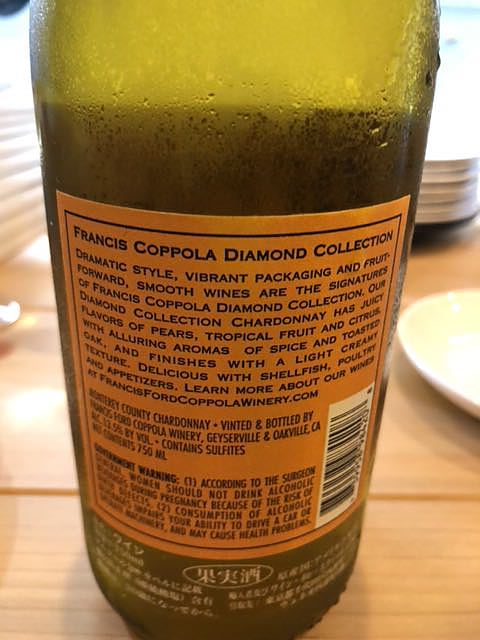 FRANCIS COPPOLA DIAMOND COLLECTION
DRAMATIC STYLE, VIBRANT PACKAGING AND FRUIT-
FORWARD, SMOOTH WINES ARE THE SIGNATURES
OF FRANCIS COPPOLA DIAMOND COLLECTION. OUR
DIAMOND COLLECTION CHARDONNAY HAS JUICY
FLAVORS OF PEARS, TROPICAL FRUIT AND CITRUS,
WITH ALLURING AROMAS OF SPICE AND TOASTED
OAK, AND FINISHES WITH A LIGHT CREAMY
TEXTURE. DELICIOUS WITH SHELLFISH, POULTRY
AND APPETIZERS. LEARN MORE ABOUT OUR WINES
AT FRANCISFORDCOPPOLAWINERY.COM
MONTEREY COUNTY CHARDONNAY • VINTED & BOTTLED BY
FRANCIS FORD COPPOLA WINERY, GEYSERVILLE & OAKVILLE, CA
ALC. 13.5% BY VOL. • CONTAINS SULFITES
NET CONTENTS 750 ML
GOVERNMENT WARNING: (1) ACCORDING TO THE SURGEON
GENERAL, WOMEN SHOULD NOT DRINK ALCOHOLIC
BEVERAGES DURING PREGNANCY BECAUSE OF THE RISK OF
BIRTH DEFECTS. (2) CONSUMPTION OF ALCOHOLIC
BEVERAGES IMPAIRS YOUR ABILITY TO DRIVE A CAR OR
OPERATE MACHINERY, AND MAY CAUSE HEALTH PROBLEMS.
ワイン
果実酒